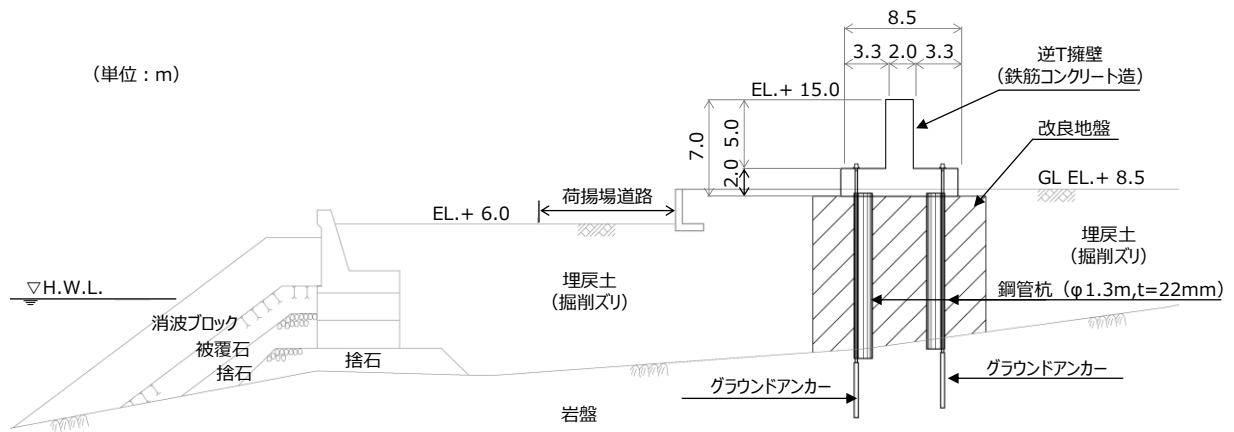 8.5
3.3 2.0 3.3
逆T擁壁
(鉄筋コンクリート造)
（単位：m）
EL.+ 15.0
改良地盤
7.0
5.0
2.0
GL EL.+ 8.5
荷揚場道路
EL.+ 6.0
埋戻土
(掘削ズリ)
埋戻土
(掘削ズリ)
▽H.W.L.
鋼管杭（φ1.3m,t=22mm）
消波ブロック
被覆石
捨石
捨石
グラウンドアンカー
グラウンドアンカー
岩盤